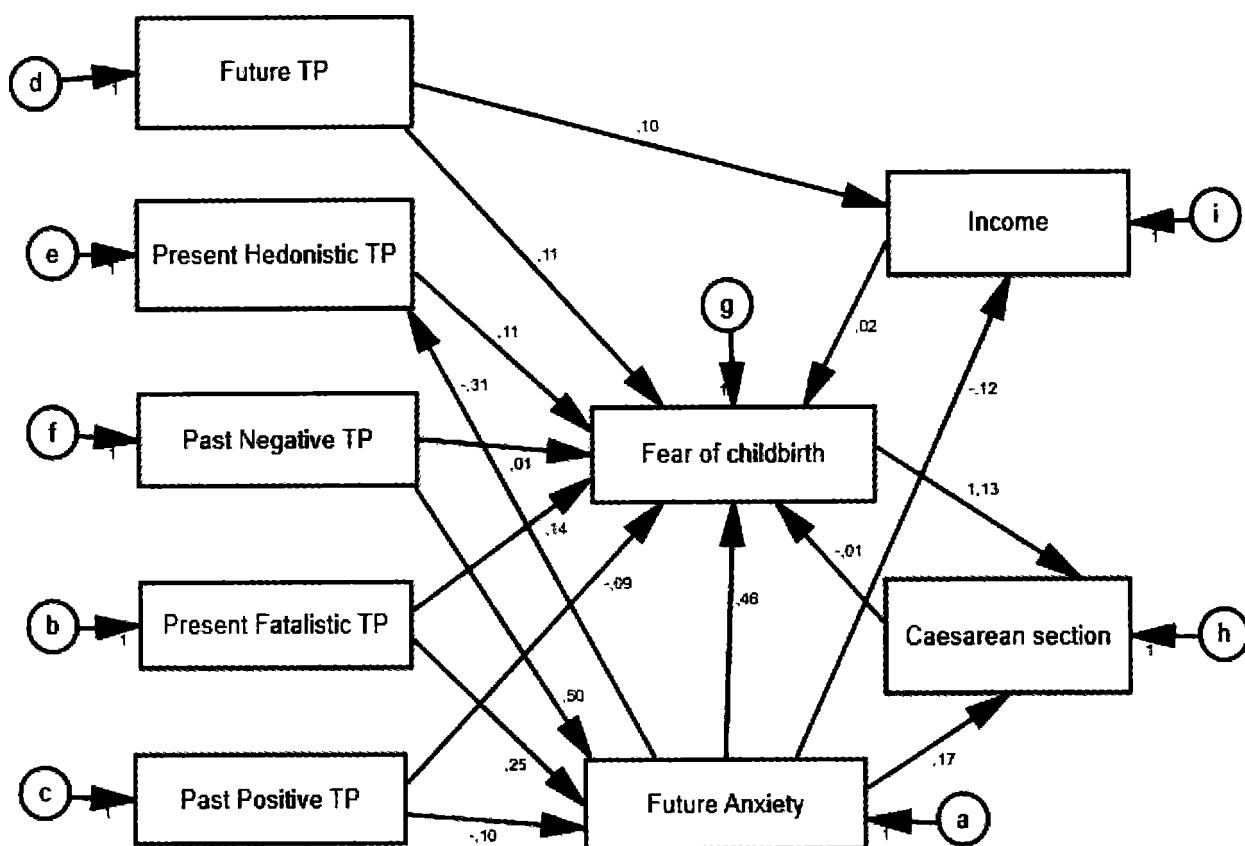 Future TP
d
1
,10
Income
i
1
Present Hedonistic TP
e
1
,11
g
,11
,02
-,31
-,12
Past Negative TP
f
1
,01
Fear of childbirth
1,13
,14
-,01
-,09
,46
b
1
Present Fatalistic TP
Caesarean section
h
1
,50
,25
,17
c
1
Past Positive TP
-,10
Future Anxiety
a
1